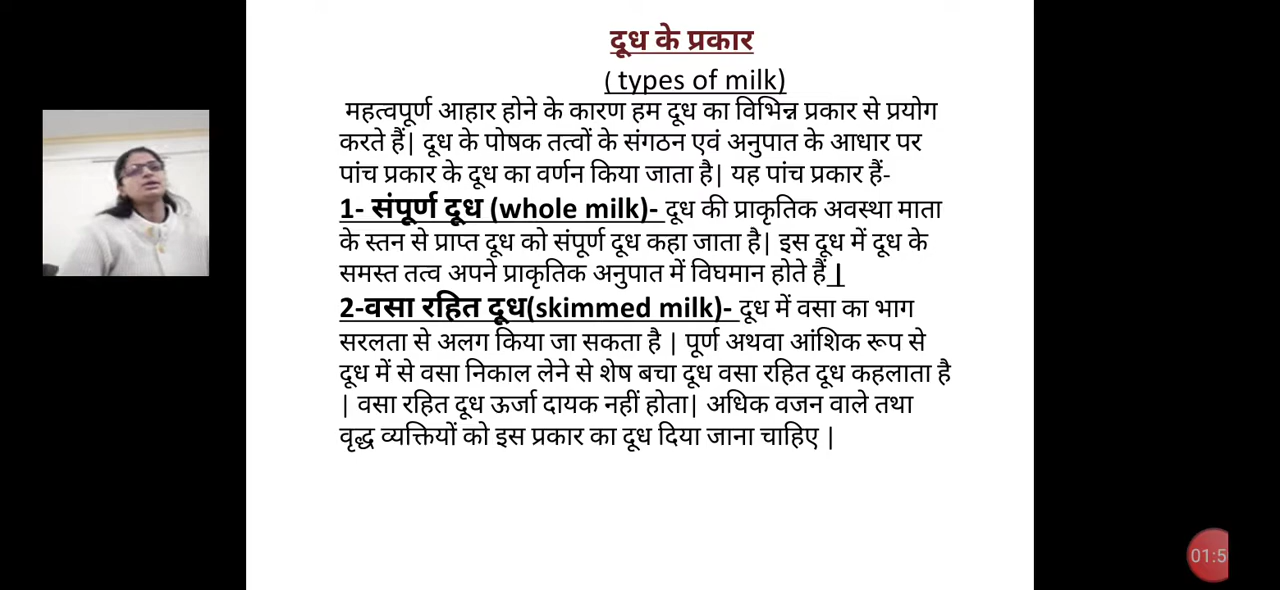 दूध के प्रकार
( types of milk)
महत्वपूर्ण आहार होने के कारण हम दूध का विभिन्न प्रकार से प्रयोग
करते हैं| दूध के पोषक तत्वों के संगठन एवं अनुपात के आधार पर
पांच प्रकार के दूध का वर्णन किया जाता है| यह पांच प्रकार हैं-
1- संपूर्ण दूध (whole milk)- दूध की प्राकृतिक अवस्था माता
के स्तन से प्राप्त दूध को संपूर्ण दूध कहा जाता है| इस दूध में दूध के
समस्त तत्व अपने प्राकृतिक अनुपात में विघमान होते हैं |
2-वसा रहित दूध(skimmed milk)- दूध में वसा का भाग
सरलता से अलग किया जा सकता है | पूर्ण अथवा आंशिक रूप से
दूध में से वसा निकाल लेने से शेष बचा दूध वसा रहित दूध कहलाता है
| वसा रहित दूध ऊर्जा दायक नहीं होता| अधिक वजन वाले तथा
वृद्ध व्यक्तियों को इस प्रकार का दूध दिया जाना चाहिए |
01:5